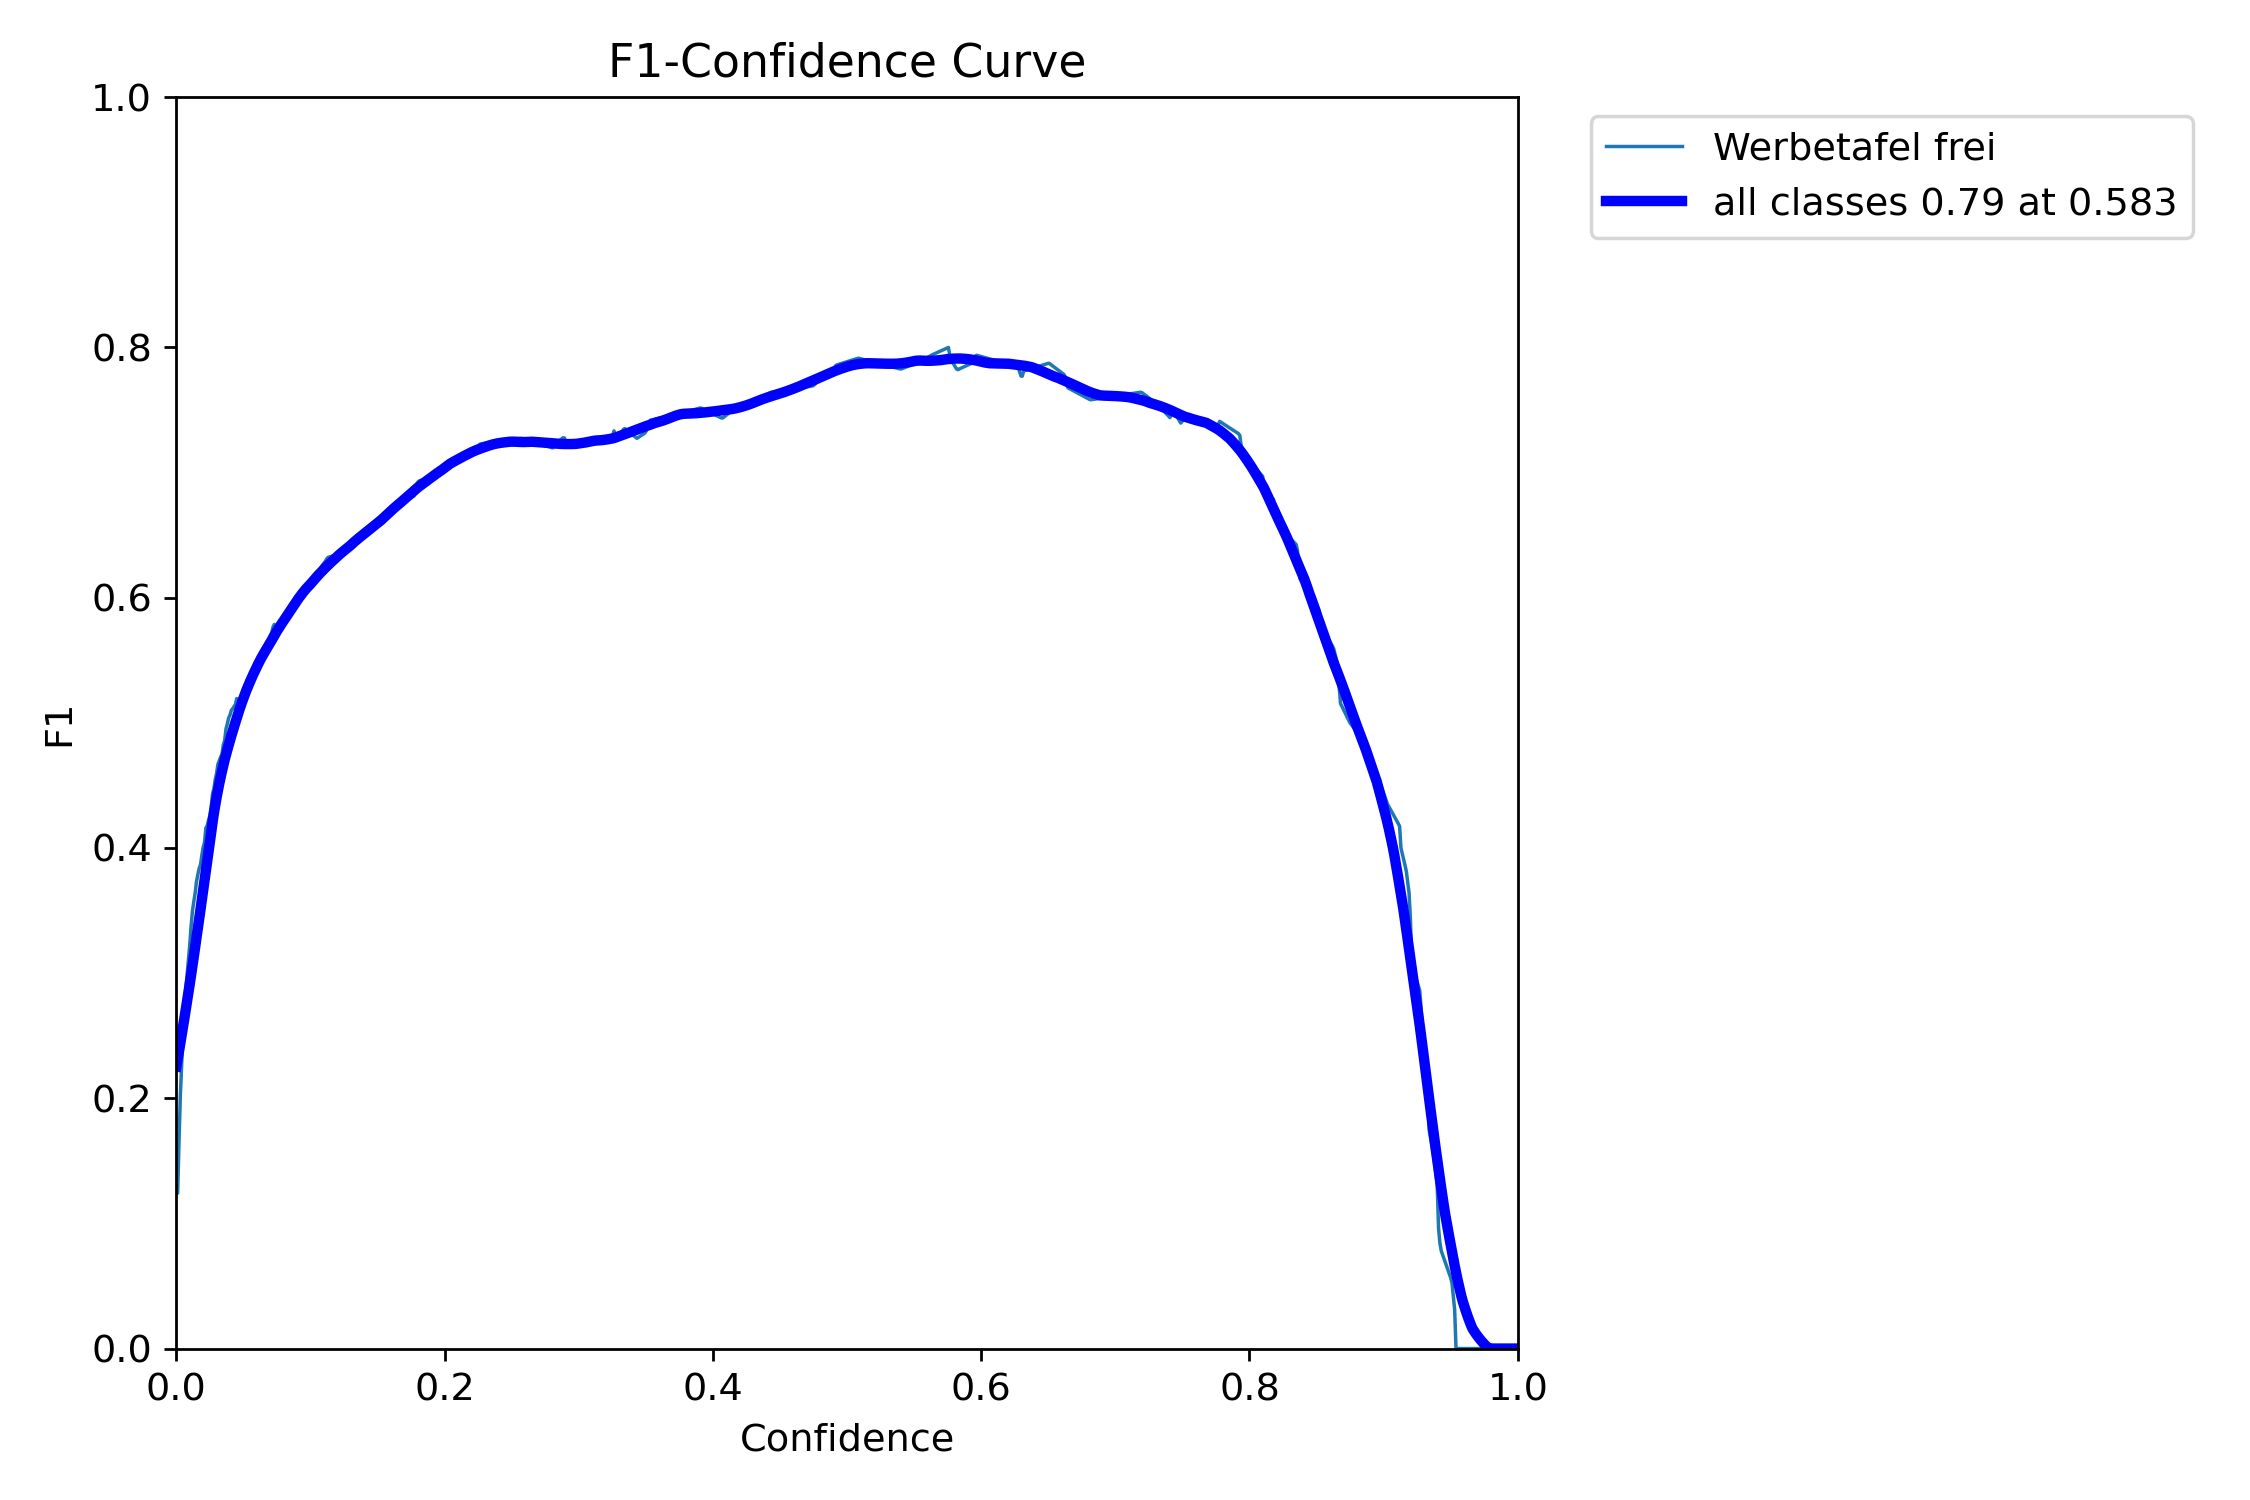 F1-Confidence Curve
1.0
0.8
0.6
0.4
0.2
0.0
F1
0.0 0.2 0.4 0.6 0.8 1.0
Confidence
Werbetafel frei
all classes 0.79 at 0.583